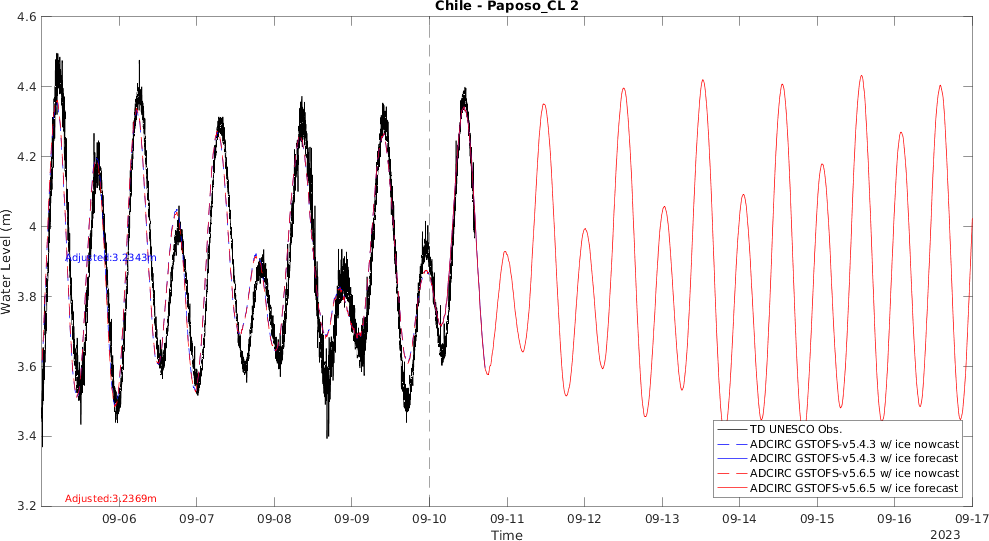 Chile - Paposo_CL 2
4.6
4.4
4.2
4
3.8
3.6
3.4
3.2
Water Level (m)
Adjusted:3.2343m
Adjusted:3.2369m
TD UNESCO Obs.
ADCIRC GSTOFS-v5.4.3 w/ ice nowcast
ADCIRC GSTOFS-v5.4.3 w/ ice forecast
ADCIRC GSTOFS-v5.6.5 w/ ice nowcast
ADCIRC GSTOFS-v5.6.5 w/ ice forecast
09-06 09-07 09-08 09-09 09-10 09-11 09-12 09-13 09-14 09-15 09-16 09-17
Time
2023